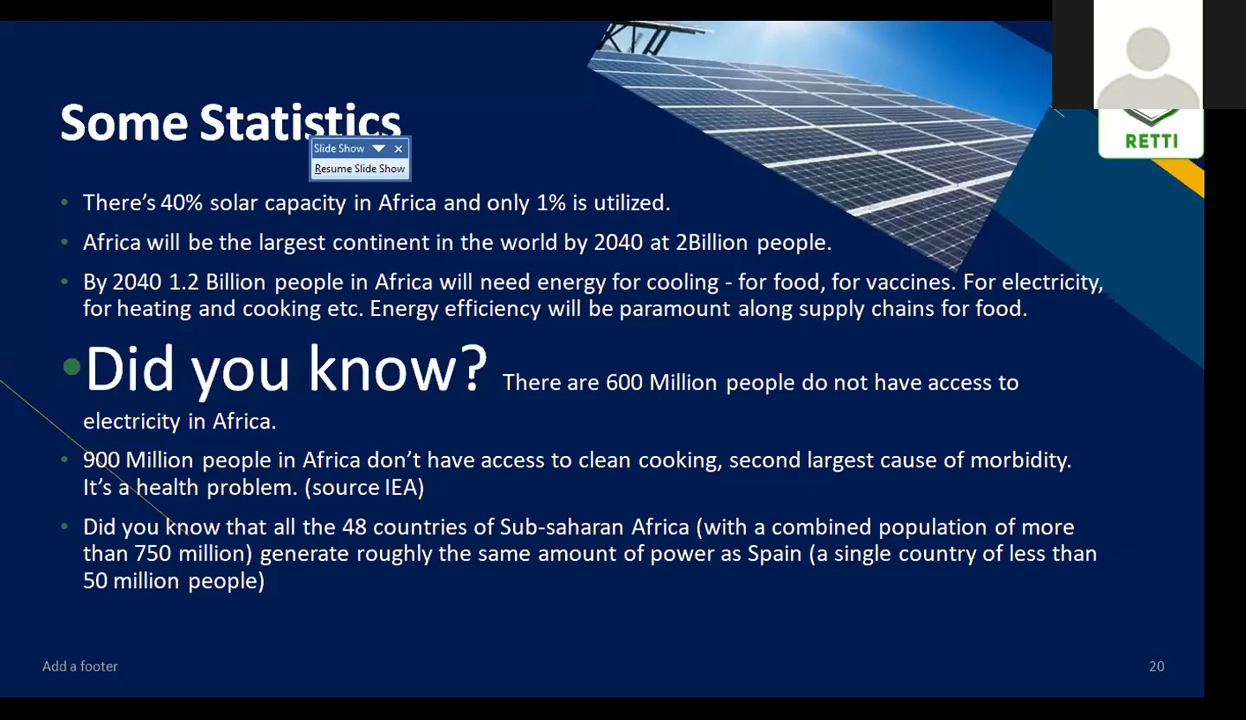 RETTI
Some Statistics
Slide Show
Resume Slide Show
• There's 40% solar capacity in Africa and only 1% is utilized.
• Africa will be the largest continent in the world by 2040 at 2Billion people.
• By 2040 1.2 Billion people in Africa will need energy for cooling - for food, for vaccines. For electricity,
for heating and cooking etc. Energy efficiency will be paramount along supply chains for food.
• Did you know? There are 600 Million people do not have access to
electricity in Africa.
• 900 Million people in Africa don't have access to clean cooking, second largest cause of morbidity.
It's a health problem. (source IEA)
• Did you know that all the 48 countries of Sub-saharan Africa (with a combined population of more
than 750 million) generate roughly the same amount of power as Spain (a single country of less than
50 million people)
Add a footer
20